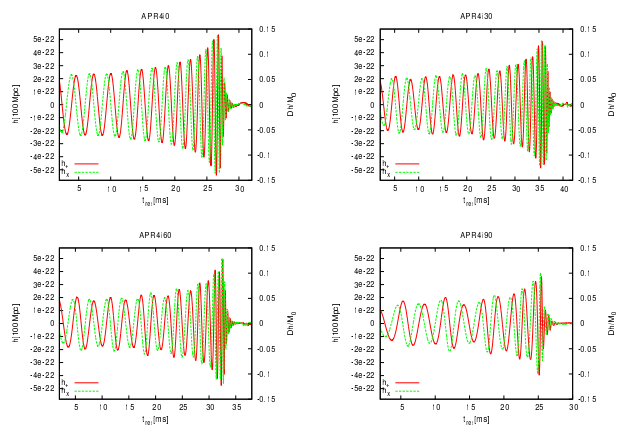 APR4i0
APR4i30
5e-22
4e-22
3e-22
2e-22
1e-22
0
-1e-22
-2e-22
-3e-22
-4e-22
-5e-22
h[100Mpc]
0.15
0.1
0.05
0
-0.05
-0.1
-0.15
Dh/M0
h+
hx
5 10 15 20 25 30
tret[ms]
5e-22
4e-22
3e-22
2e-22
1e-22
0
-1e-22
-2e-22
-3e-22
-4e-22
-5e-22
h[100Mpc]
0.15
0.1
0.05
0
-0.05
-0.1
-0.15
Dh/M0
h+
hx
5 10 15 20 25 30 35 40
tret[ms]
APR4i60
APR4i90
5e-22
4e-22
3e-22
2e-22
1e-22
0
-1e-22
-2e-22
-3e-22
-4e-22
-5e-22
h[100Mpc]
0.15
0.1
0.05
0
-0.05
-0.1
-0.15
Dh/M0
h+
hx
5 10 15 20 25 30 35
tret[ms]
5e-22
4e-22
3e-22
2e-22
1e-22
0
-1e-22
-2e-22
-3e-22
-4e-22
-5e-22
h[100Mpc]
0.15
0.1
0.05
0
-0.05
-0.1
-0.15
Dh/M0
h+
hx
5 10 15 20 25 30
tret[ms]